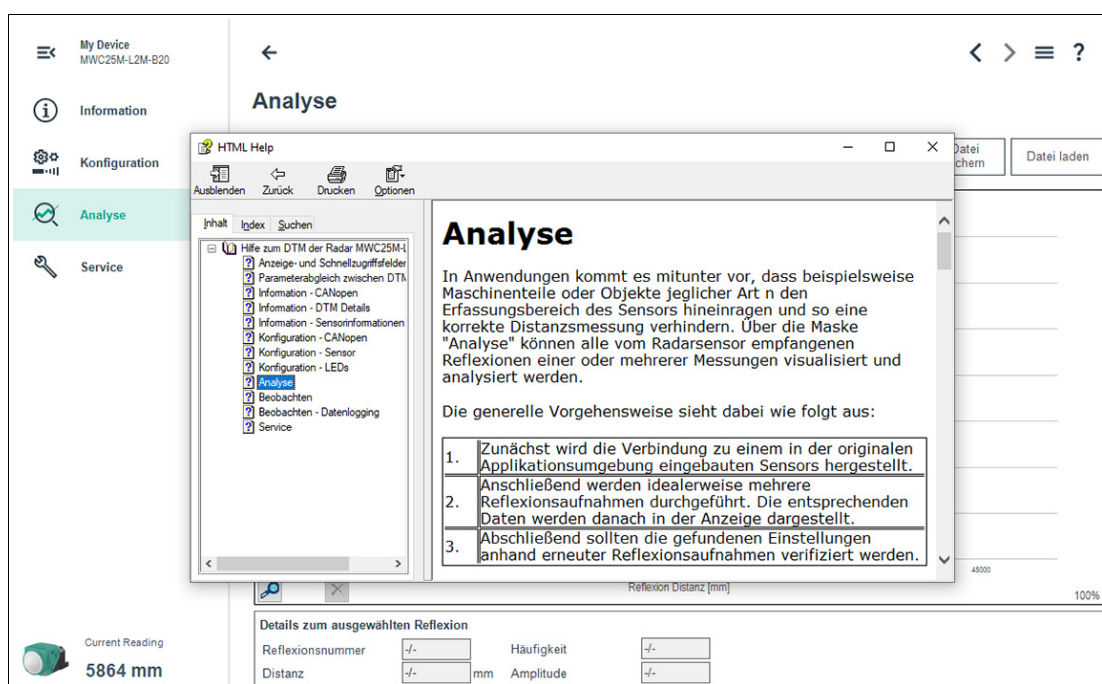 My Device
MWC25M-L2M-B20
Information
Konfiguration
Analyse
Service
Current Reading
5864 mm
?
Analyse
Datei
chern
Datei laden
HTML Help
Ausblenden Zurück Drucken Optionen
Inhalt Index Suchen
Hilfe zum DTM der Radar MWC25M-L
Anzeige- und Schnellzugriffsfelder
Parameterabgleich zwischen DTM
Information - CANopen
Information - DTM Details
Information - Sensorinformationen
Konfiguration - CANopen
Konfiguration - Sensor
Konfiguration - LEDs
Analyse
Beobachten
Beobachten - Datenlogging
Service
Analyse
In Anwendungen kommt es mitunter vor, dass beispielsweise
Maschinenteile oder Objekte jeglicher Art n den
Erfassungsbereich des Sensors hineinragen und so eine
korrekte Distanzsmessung verhindern. Über die Maske
"Analyse" können alle vom Radarsensor empfangenen
Reflexionen einer oder mehrerer Messungen visualisiert und
analysiert werden.
Die generelle Vorgehensweise sieht dabei wie folgt aus:
1. Zunächst wird die Verbindung zu einem in der originalen
Applikationsumgebung eingebauten Sensors hergestellt.
2. Anschließend werden idealerweise mehrere
Reflexionsaufnahmen durchgeführt. Die entsprechenden
Daten werden danach in der Anzeige dargestellt.
3. Abschließend sollten die gefundenen Einstellungen
anhand erneuter Reflexionsaufnahmen verifiziert werden.
45000
Reflexion Distanz [mm]
100%
Details zum ausgewählten Reflexion
Reflexionsnummer -/- Häufigkeit -/-
Distanz -/- mm Amplitude -/-